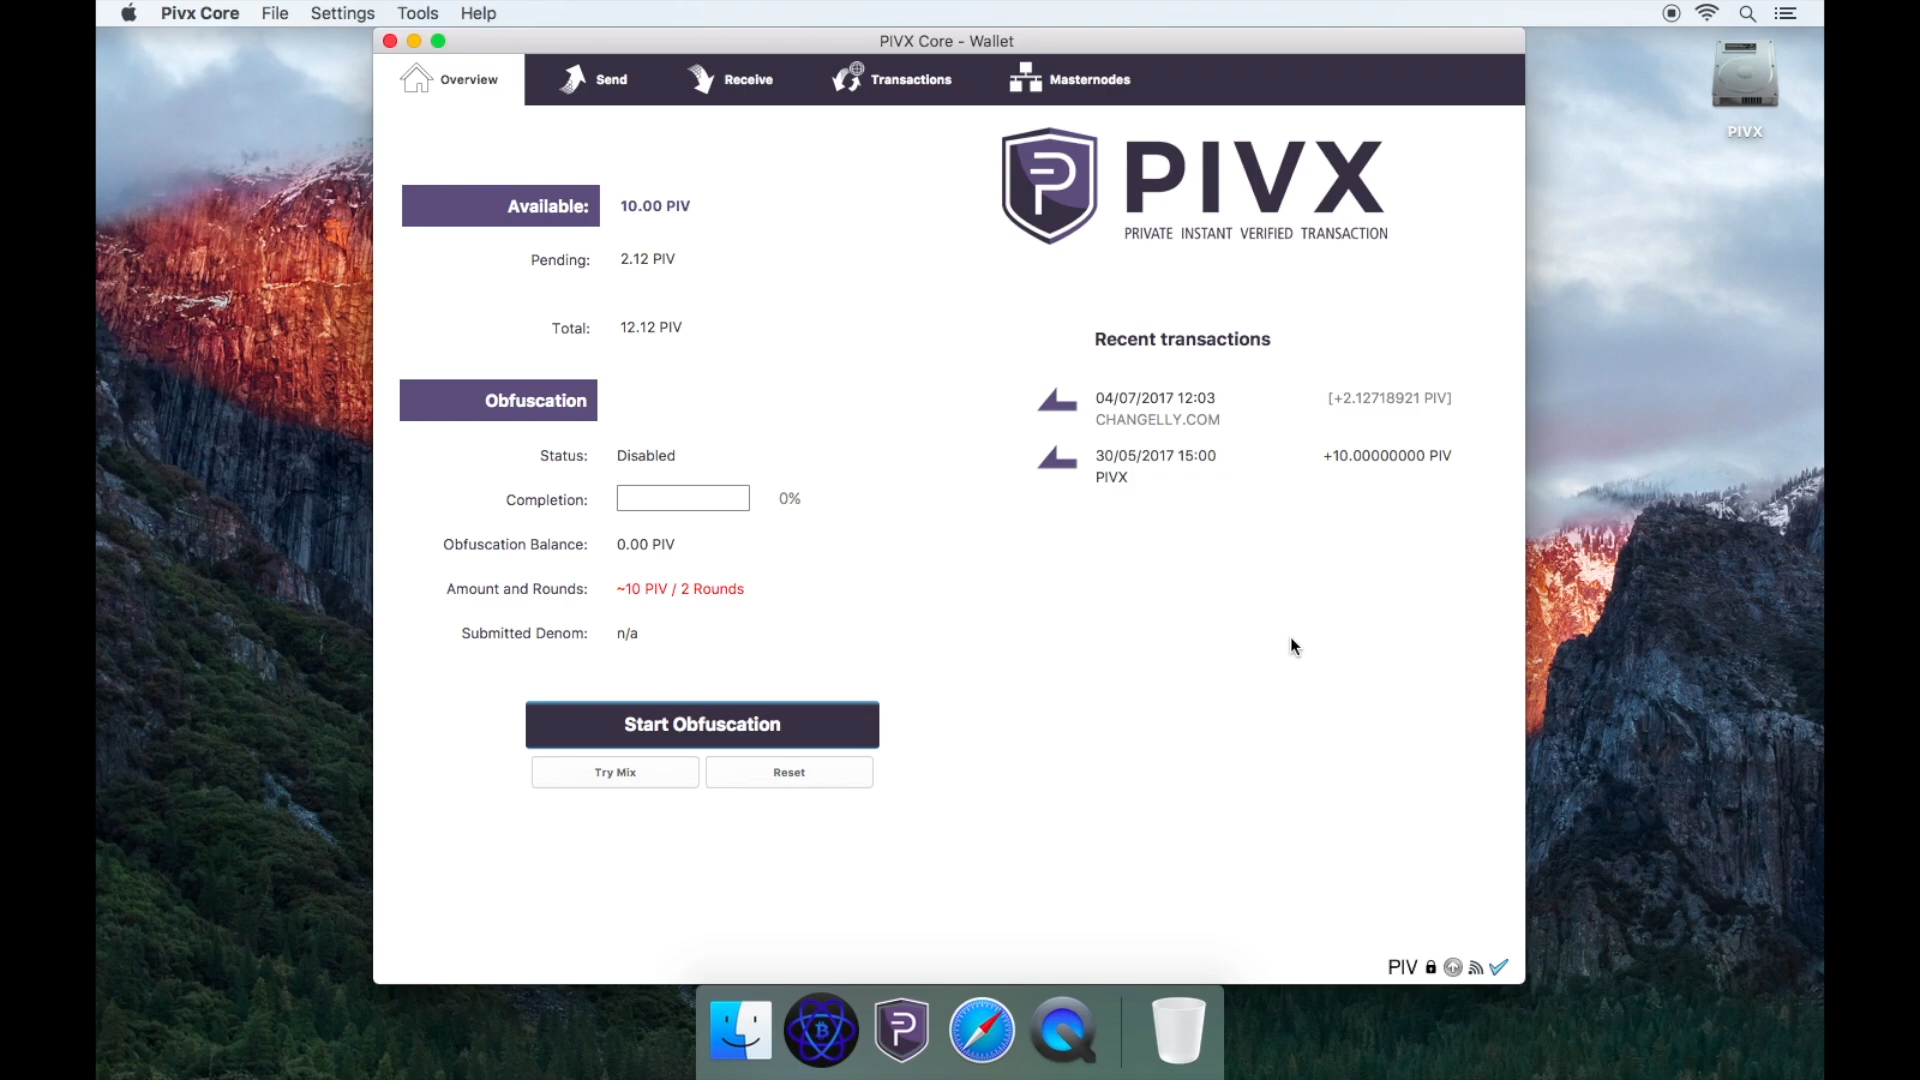 Pivx Core File Settings Tools Help
PIVX Core - Wallet
Overview Send Receive Transactions Masternodes
PIVX
PIVX
PRIVATE INSTANT VERIFIED TRANSACTION
Available: 10.00 PIV
Pending: 2.12 PIV
Total: 12.12 PIV
Obfuscation
Status: Disabled
Completion: 0%
Obfuscation Balance: 0.00 PIV
Amount and Rounds: ~10 PIV / 2 Rounds
Submitted Denom: n/a
Start Obfuscation
Try Mix Reset
Recent transactions
04/07/2017 12:03 [+2.12718921 PIV]
CHANGELLY.COM
30/05/2017 15:00 +10.00000000 PIV
PIVX
PIV